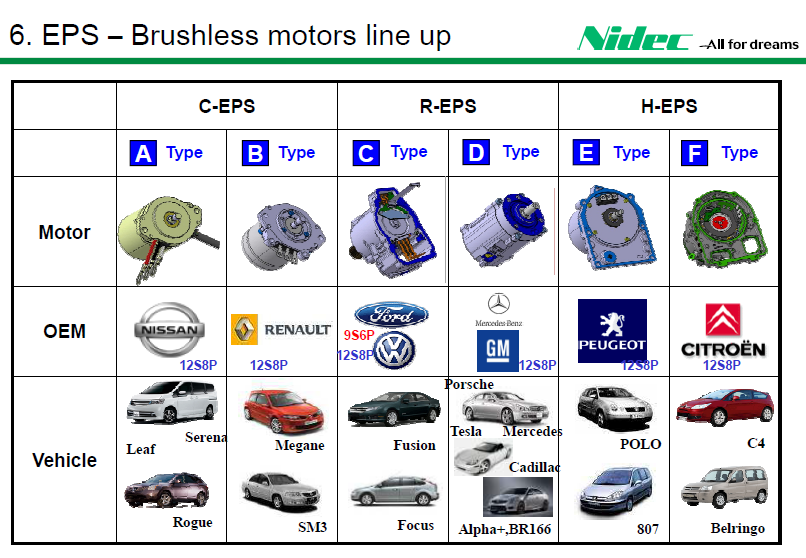 6. EPS – Brushless motors line up
Nidec –All for dreams
C-EPS R-EPS H-EPS
A Type B Type C Type D Type E Type F Type
Motor
OEM
NISSAN
12S8P
RENAULT
12S8P
Ford
9S6P
12S8P
Mercedes-Benz
GM
12S8P
PEUGEOT
12S8P
CITROËN
12S8P
Vehicle
Leaf
Serena
Rogue
Megane
SM3
Fusion
Focus
Porsche
Tesla Mercedes
Cadillac
Alpha+,BR166
POLO
807
C4
Belringo